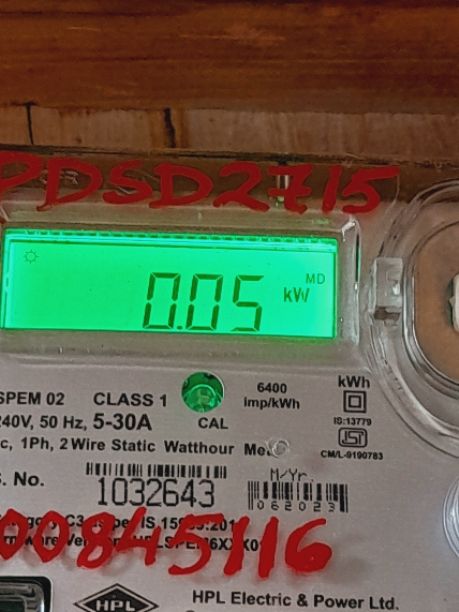 PDSD2715
MD
0.05 kW
SPEM 02 CLASS 1 6400 imp/kWh kWh
240V, 50 Hz, 5-30A CAL IS:13779
1Ph, 2 Wire Static Watthour
CM/L-9190783
S. No. M/Yr.
1032643 062023
00845116
HPL HPL Electric & Power Ltd.